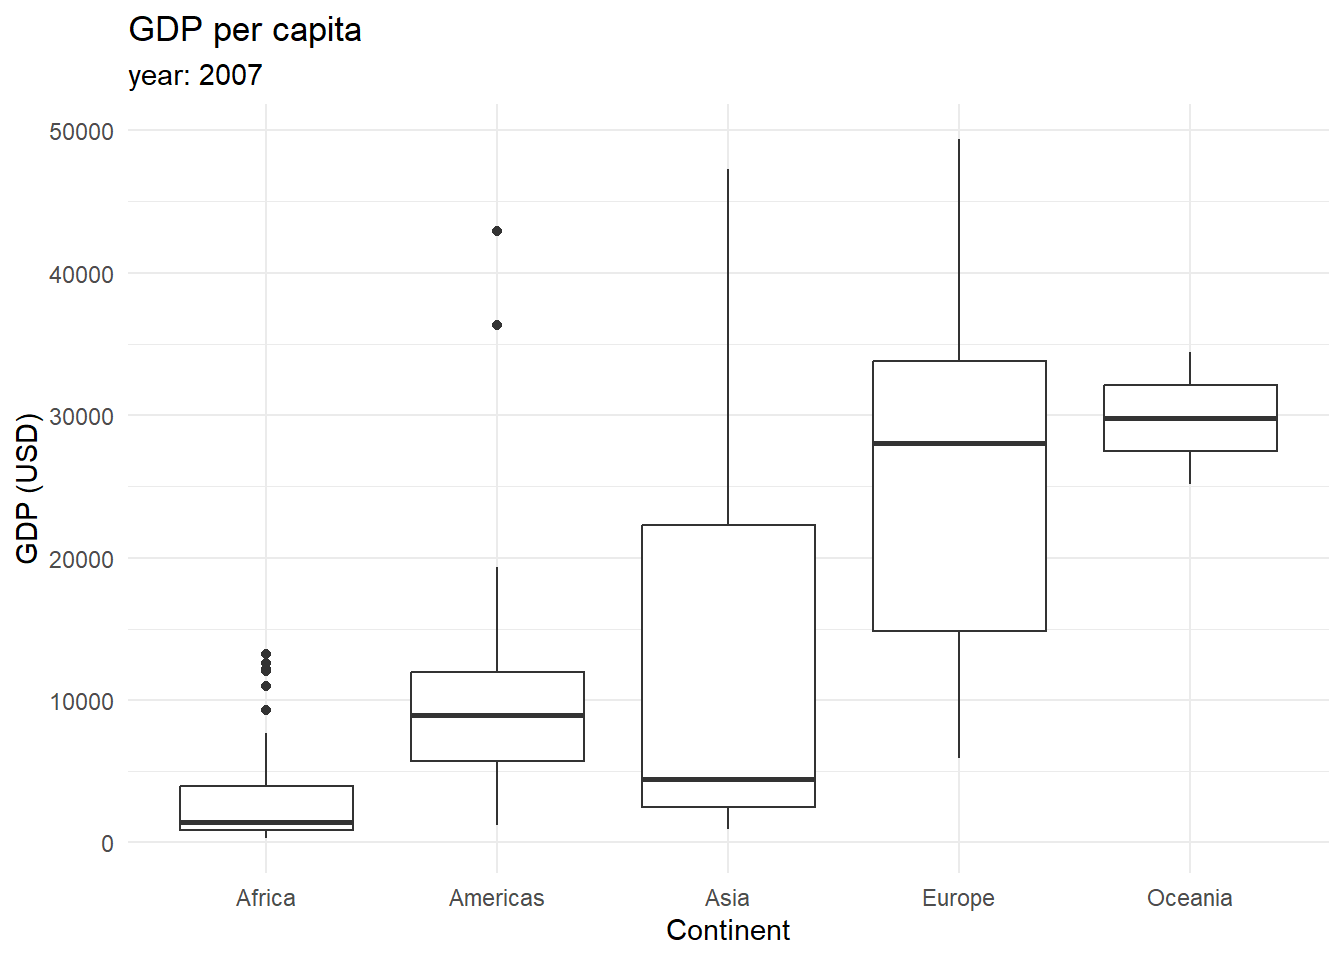 GDP per capita
year: 2007
GDP (USD)
50000
40000
30000
20000
10000
0
Africa Americas Asia Europe Oceania
Continent